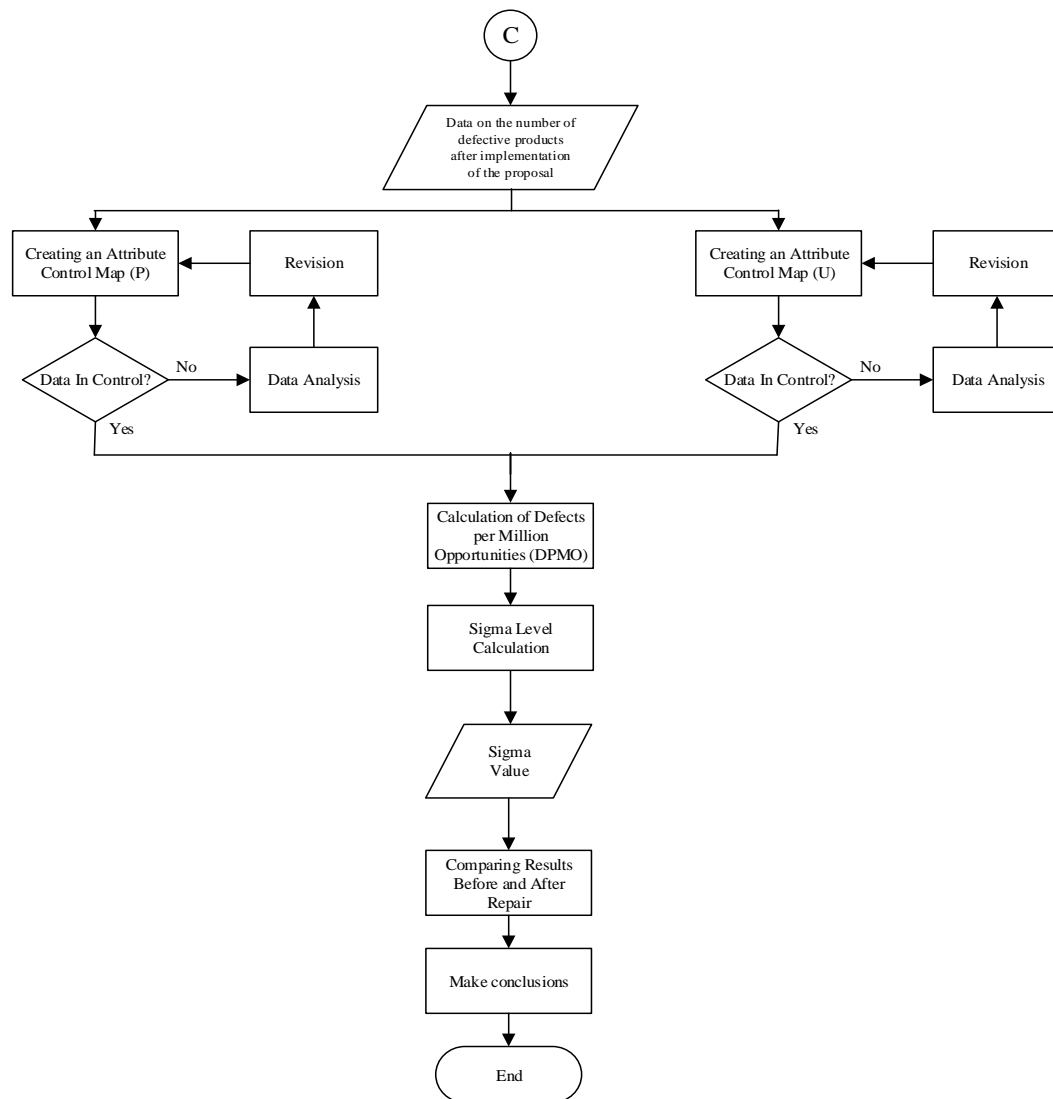 C
Data on the number of
defective products
after implementation
of the proposal
Creating an Attribute
Control Map (P)
Revision
Data In Control?
No
Data Analysis
Yes
Creating an Attribute
Control Map (U)
Revision
Data In Control?
No
Data Analysis
Yes
Calculation of Defects
per Million
Opportunities (DPMO)
Sigma Level
Calculation
Sigma
Value
Comparing Results
Before and After
Repair
Make conclusions
End